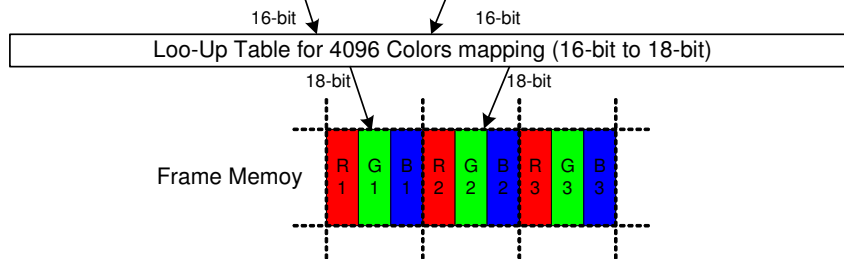 16-bit 16-bit
Loo-Up Table for 4096 Colors mapping (16-bit to 18-bit)
18-bit 18-bit
R G B R G B R G B
Frame Memoy
1 1 1 2 2 2 3 3 3